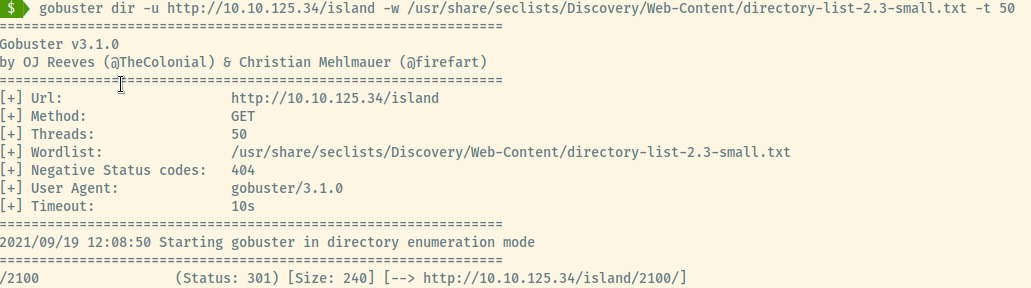 $ gobuster dir -u http://10.10.125.34/island -w /usr/share/seclists/Discovery/Web-Content/directory-list-2.3-small.txt -t 50
===============================================================
Gobuster v3.1.0
by OJ Reeves (@TheColonial) & Christian Mehlmauer (@firefart)
===============================================================
[+] Url:                     http://10.10.125.34/island
[+] Method:                  GET
[+] Threads:                 50
[+] Wordlist:                /usr/share/seclists/Discovery/Web-Content/directory-list-2.3-small.txt
[+] Negative Status codes:   404
[+] User Agent:              gobuster/3.1.0
[+] Timeout:                 10s
===============================================================
2021/09/19 12:08:50 Starting gobuster in directory enumeration mode
===============================================================
/2100                 (Status: 301) [Size: 240] [--> http://10.10.125.34/island/2100/]